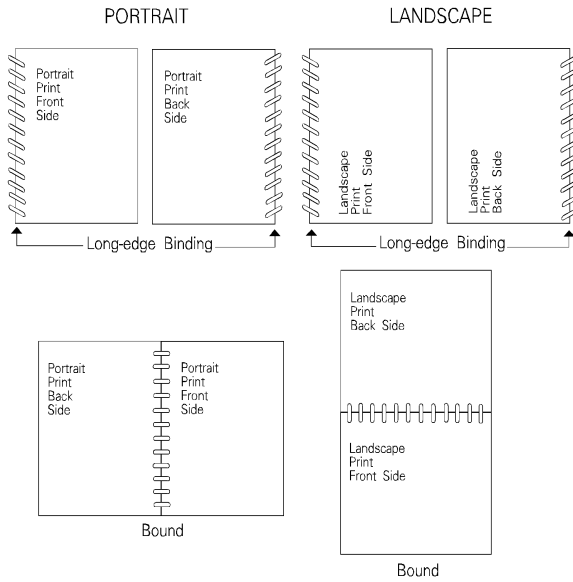 PORTRAIT
LANDSCAPE
Portrait
Print
Front
Side
Portrait
Print
Back
Side
Landscape
Print
Front Side
Landscape
Print
Back Side
Long-edge Binding
Long-edge Binding
Portrait
Print
Back
Side
Portrait
Print
Front
Side
Bound
Landscape
Print
Back Side
Landscape
Print
Front Side
Bound